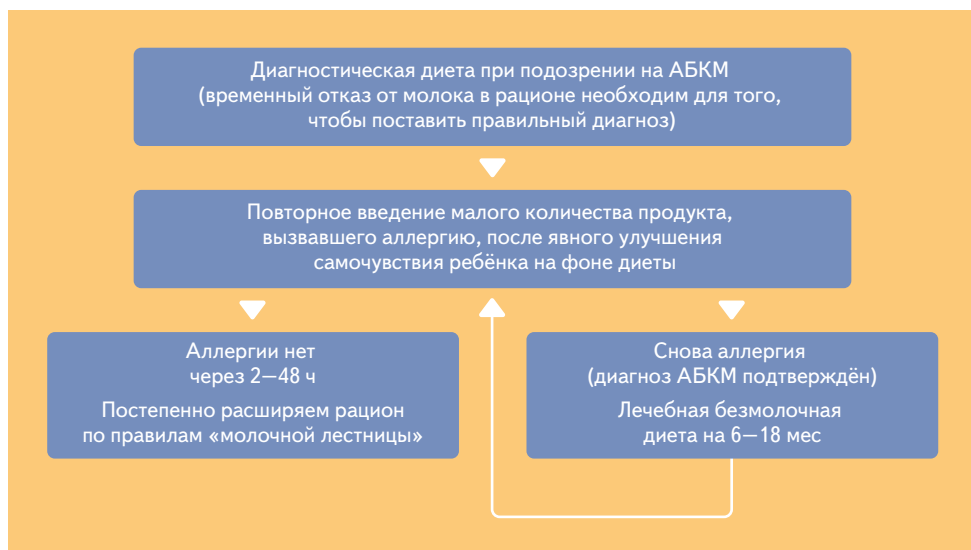 Диагностическая диета при подозрении на АБКМ
(временный отказ от молока в рационе необходим для того,
чтобы поставить правильный диагноз)
Повторное введение малого количества продукта,
вызвавшего аллергию, после явного улучшения
самочувствия ребёнка на фоне диеты
Аллергии нет
через 2—48 ч
Постепенно расширяем рацион
по правилам «молочной лестницы»
Снова аллергия
(диагноз АБКМ подтверждён)
Лечебная безмолочная
диета на 6—18 мес